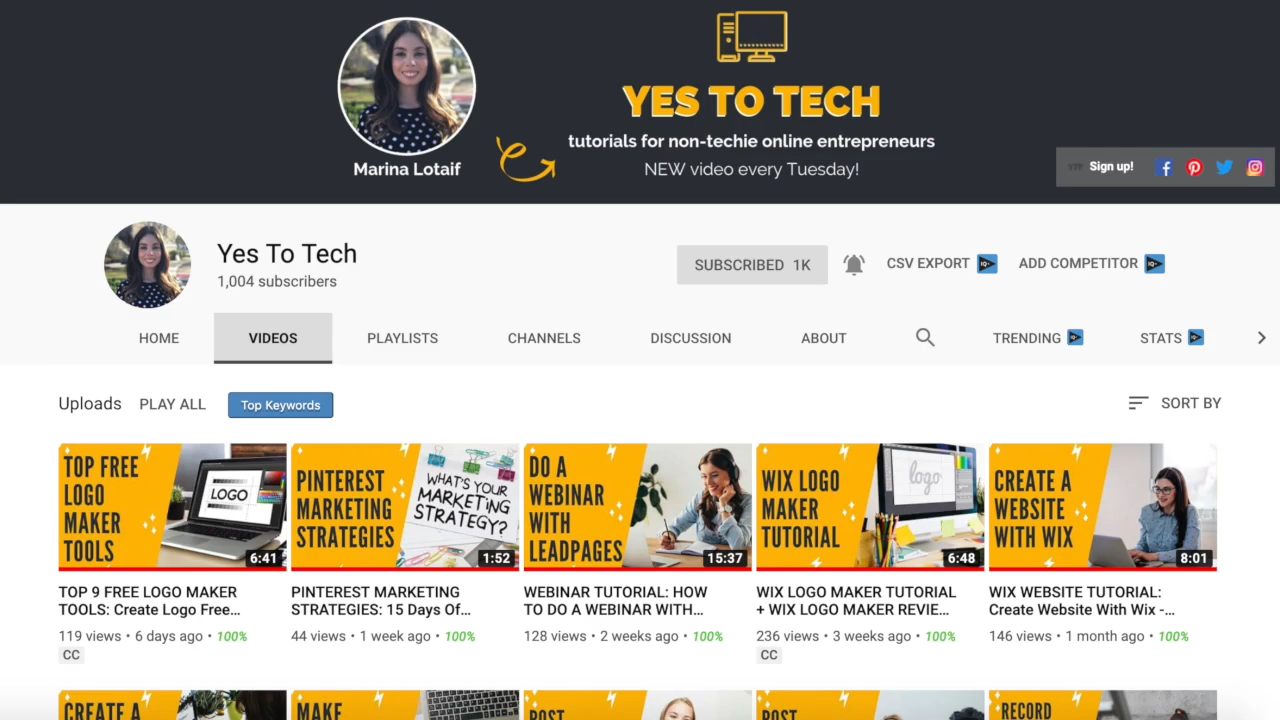 YES TO TECH
tutorials for non-techie online entrepreneurs
NEW video every Tuesday!
Marina Lotaif
Sign up!
Yes To Tech
1,004 subscribers
SUBSCRIBED 1K
CSV EXPORT
ADD COMPETITOR
HOME
VIDEOS
PLAYLISTS
CHANNELS
DISCUSSION
ABOUT
TRENDING
STATS
Uploads
PLAY ALL
Top Keywords
SORT BY
TOP FREE
LOGO
MAKER
TOOLS
LOGO
6:41
PINTEREST
MARKETING
STRATEGIES
WHAT'S YOUR
MARKETING
STRATEGY?
1:52
DO A
WEBINAR
WITH
LEADPAGES
15:37
WIX LOGO
MAKER
TUTORIAL
logo
6:48
CREATE A
WEBSITE
WITH WIX
8:01
TOP 9 FREE LOGO MAKER
TOOLS: Create Logo Free...
119 views • 6 days ago • 100%
CC
PINTEREST MARKETING
STRATEGIES: 15 Days Of...
44 views • 1 week ago • 100%
WEBINAR TUTORIAL: HOW
TO DO A WEBINAR WITH...
128 views • 2 weeks ago • 100%
WIX LOGO MAKER TUTORIAL
+ WIX LOGO MAKER REVIE...
236 views • 3 weeks ago • 100%
CC
WIX WEBSITE TUTORIAL:
Create Website With Wix -...
146 views • 1 month ago • 100%
CREATE A
MAKE
POST
POST
RECORD